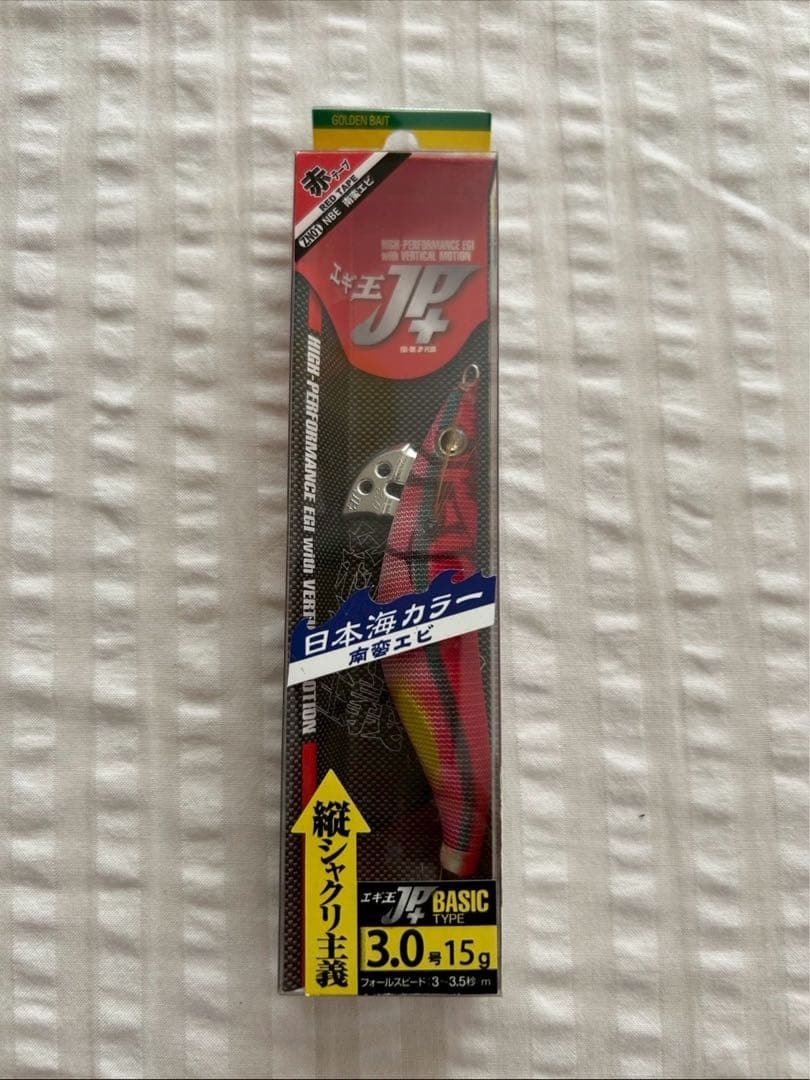 GOLDEN BAIT
赤テープ
RED TAPE
ZN01 NBE 南蛮エビ
HIGH-PERFORMANCE EGI
with VERTICAL MOTION
エギ王
JP+
HIGH-PERFORMANCE EGI with VERT
OTION
日本海カラー
南蛮エビ
縦シャクリ主義
エギ王 JP+ BASIC
TYPE
3.0号 15g
フォールスピード 3〜3.5秒/m